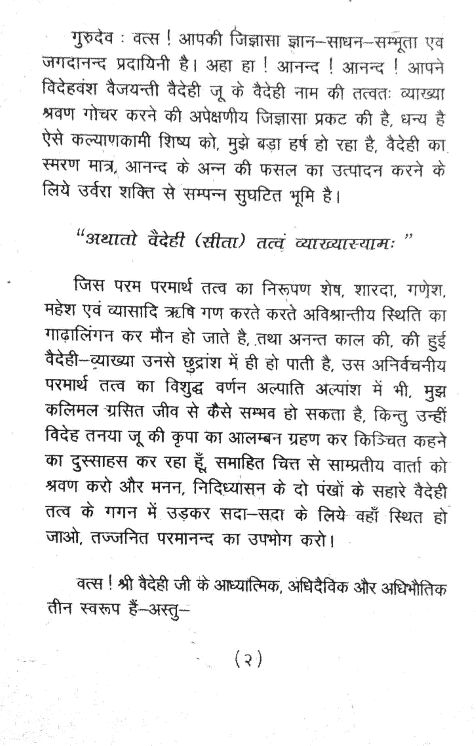 गुरुदेव : वत्स ! आपकी जिज्ञासा ज्ञान–साधन–सम्भूता एव
जगदानन्द प्रदायिनी है। अहा हा ! आनन्द ! आनन्द ! आपने
विदेहवंश वैजयन्ती वैदेही जू के वैदेही नाम की तत्वतः व्याख्या
श्रवण गोचर करने की अपेक्षणीय जिज्ञासा प्रकट की है, धन्य है
ऐसे कल्याणकामी शिष्य को, मुझे बड़ा हर्ष हो रहा है, वैदेही का
स्मरण मात्र, आनन्द के अन्न की फसल का उत्पादन करने के
लिये उर्वरा शक्ति से सम्पन्न सुघटित भूमि है।
“अथातो वैदेही (सीता) तत्वं व्याख्यास्यामः ”
जिस परम परमार्थ तत्व का निरूपण शेष, शारदा, गणेश,
महेश एवं व्यासादि ऋषि गण करते करते अविश्रान्तीय स्थिति का
गाढ़ालिंगन कर मौन हो जाते है, तथा अनन्त काल की, की हुई
वैदेही–व्याख्या उनसे छुद्रांश में ही हो पाती है, उस अनिर्वचनीय
परमार्थ तत्व का विशुद्ध वर्णन अल्पाति अल्पांश में भी, मुझ
कलिमल ग्रसित जीव से कैसे सम्भव हो सकता है, किन्तु उन्हीं
विदेह तनया जू की कृपा का आलम्बन ग्रहण कर किञ्चित कहने
का दुस्साहस कर रहा हूँ, समाहित चित्त से साम्प्रतीय वार्ता को
श्रवण करो और मनन, निदिध्यासन के दो पंखों के सहारे वैदेही
तत्व के गगन में उड़कर सदा–सदा के लिये वहाँ स्थित हो
जाओ, तज्जनित परमानन्द का उपभोग करो।
वत्स ! श्री वैदेही जी के आध्यात्मिक, अधिदैविक और अधिभौतिक
तीन स्वरूप हैं–अस्तु–
(२)